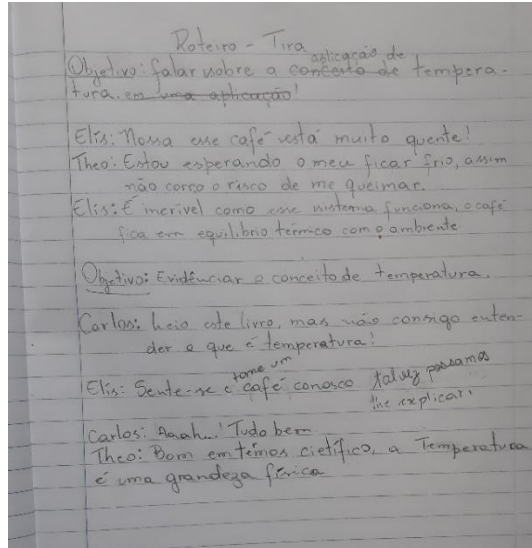 Roteiro - Tira
Objetivo: falar sobre a conceito de aplicação de tempera-
tura em uma aplicação!
Elis: Nossa esse café está muito quente!
Theo: Estou esperando o meu ficar frio, assim
não corro o risco de me queimar.
Elis: É incrível como esse sistema funciona, o café
fica em equilibrio térmico com o ambiente
Objetivo: Evidênciar o conceito de temperatura.
Carlos: Leio este livro, mas não consigo enten-
der o que é temperatura!
Elis: Sente-se e tome um café conosco talvez possamos
lhe explicar.
Carlos: Aaah! Tudo bem
Theo: Bom em têmos cietífico, a Temperatura
é uma grandeza física